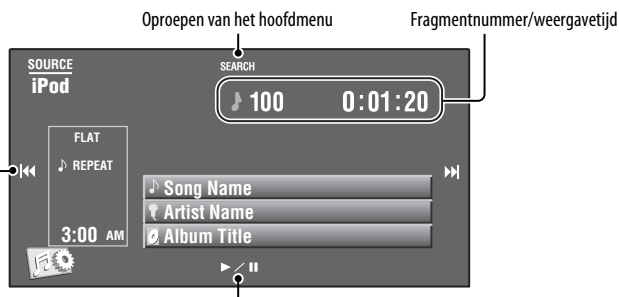 Oproepen van het hoofdmenu
Fragmentnummer/weergavetijd
SOURCE
iPod
SEARCH
100 0:01:20
FLAT
REPEAT
Song Name
Artist Name
Album Title
3:00 AM